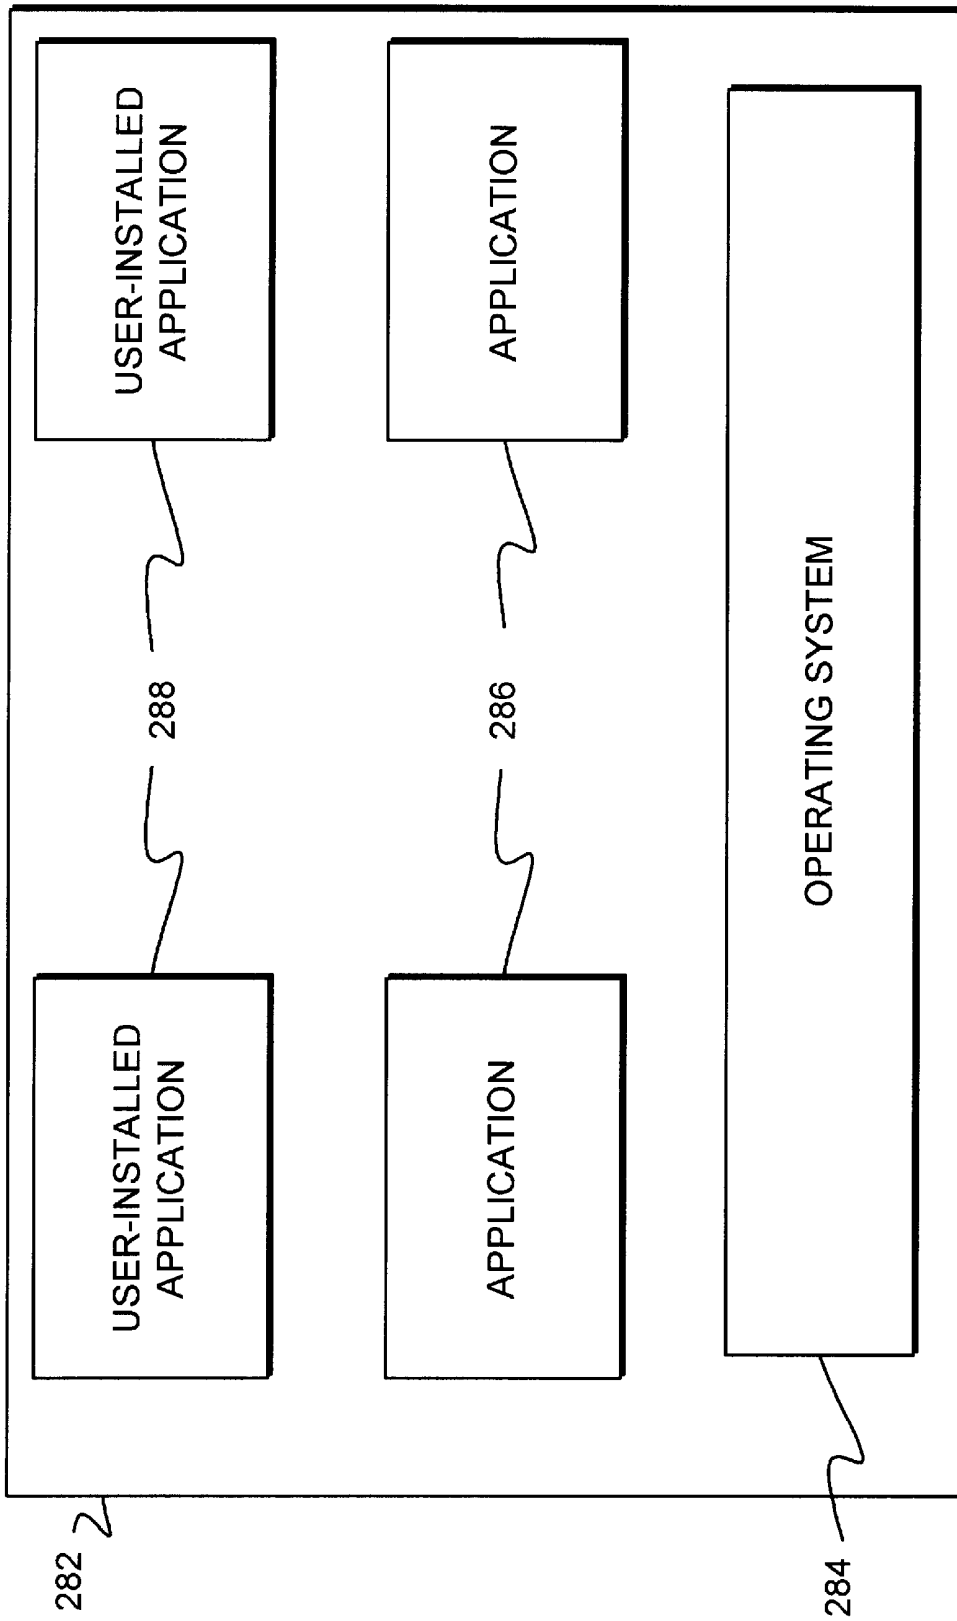 282
USER-INSTALLED
APPLICATION
288
USER-INSTALLED
APPLICATION
APPLICATION
286
APPLICATION
284
OPERATING SYSTEM